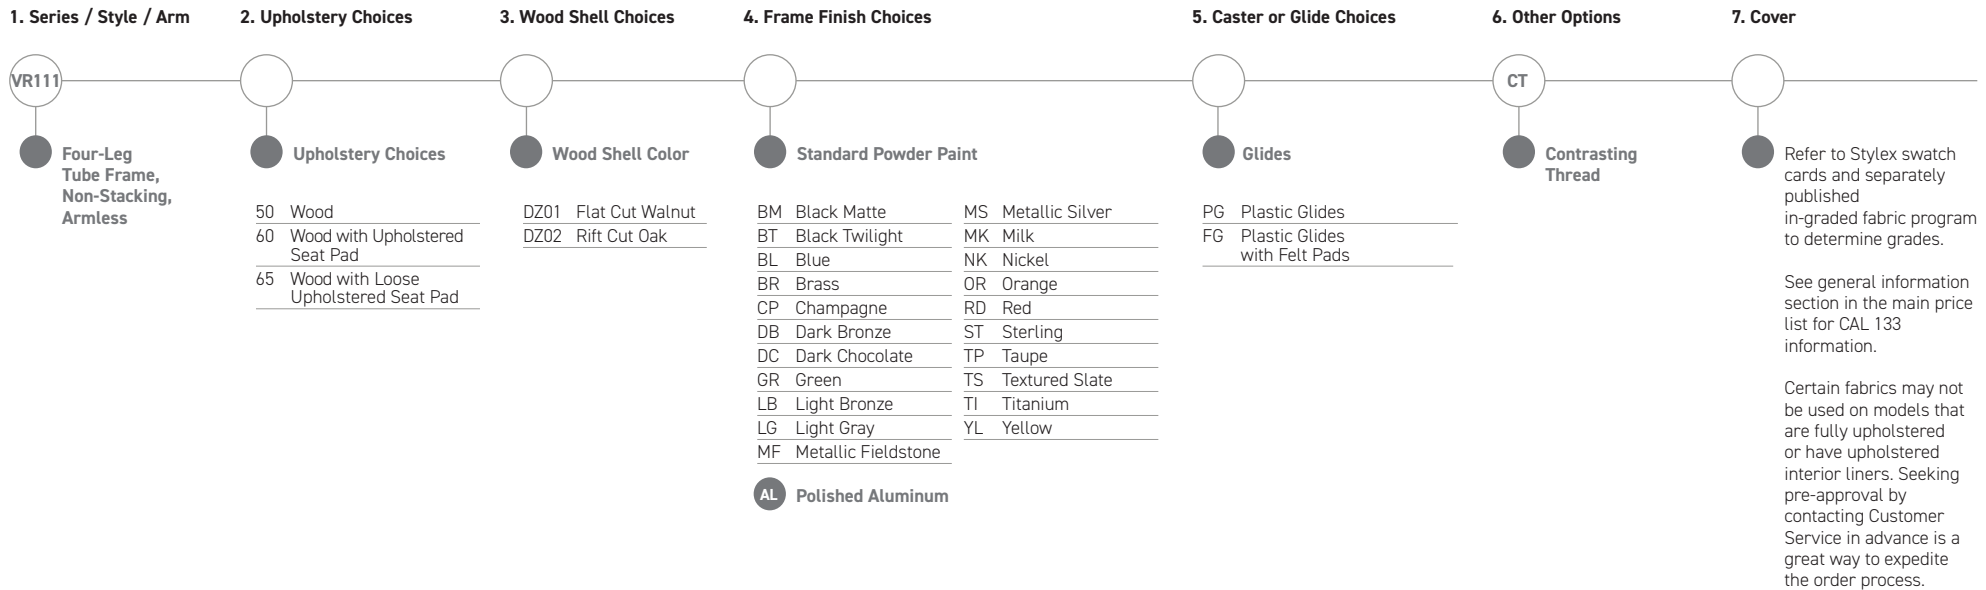 1. Series / Style / Arm
VR111
Four-Leg
Tube Frame,
Non-Stacking,
Armless
2. Upholstery Choices
Upholstery Choices
50 Wood
60 Wood with Upholstered
Seat Pad
65 Wood with Loose
Upholstered Seat Pad
3. Wood Shell Choices
Wood Shell Color
DZ01 Flat Cut Walnut
DZ02 Rift Cut Oak
4. Frame Finish Choices
Standard Powder Paint
BM Black Matte
BT Black Twilight
BL Blue
BR Brass
CP Champagne
DB Dark Bronze
DC Dark Chocolate
GR Green
LB Light Bronze
LG Light Gray
MF Metallic Fieldstone
MS Metallic Silver
MK Milk
NK Nickel
OR Orange
RD Red
ST Sterling
TP Taupe
TS Textured Slate
TI Titanium
YL Yellow
AL Polished Aluminum
5. Caster or Glide Choices
Glides
PG Plastic Glides
FG Plastic Glides
with Felt Pads
6. Other Options
CT
Contrasting
Thread
7. Cover
Refer to Stylex swatch
cards and separately
published
in-graded fabric program
to determine grades.
See general information
section in the main price
list for CAL 133
information.
Certain fabrics may not
be used on models that
are fully upholstered
or have upholstered
interior liners. Seeking
pre-approval by
contacting Customer
Service in advance is a
great way to expedite
the order process.